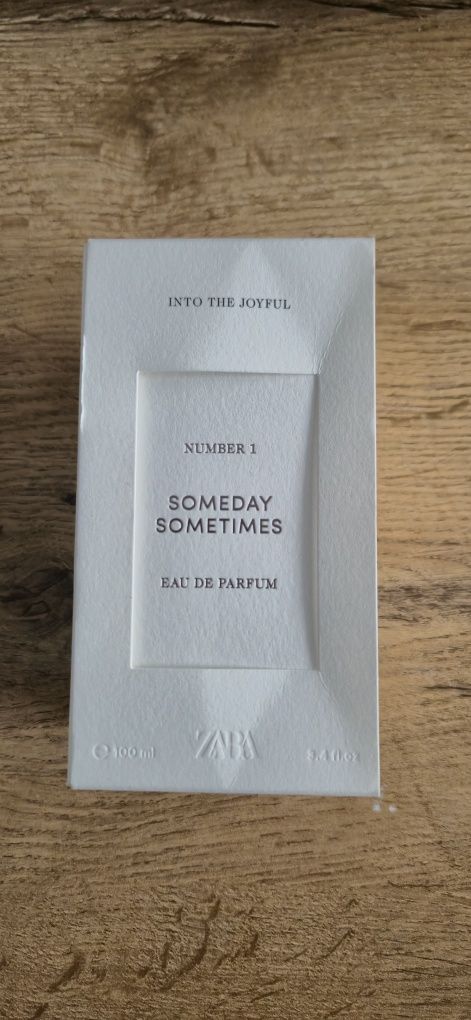 INTO THE JOYFUL
NUMBER 1
SOMEDAY
SOMETIMES
EAU DE PARFUM
℮ 100 ml ZARA 3.4 fl.oz